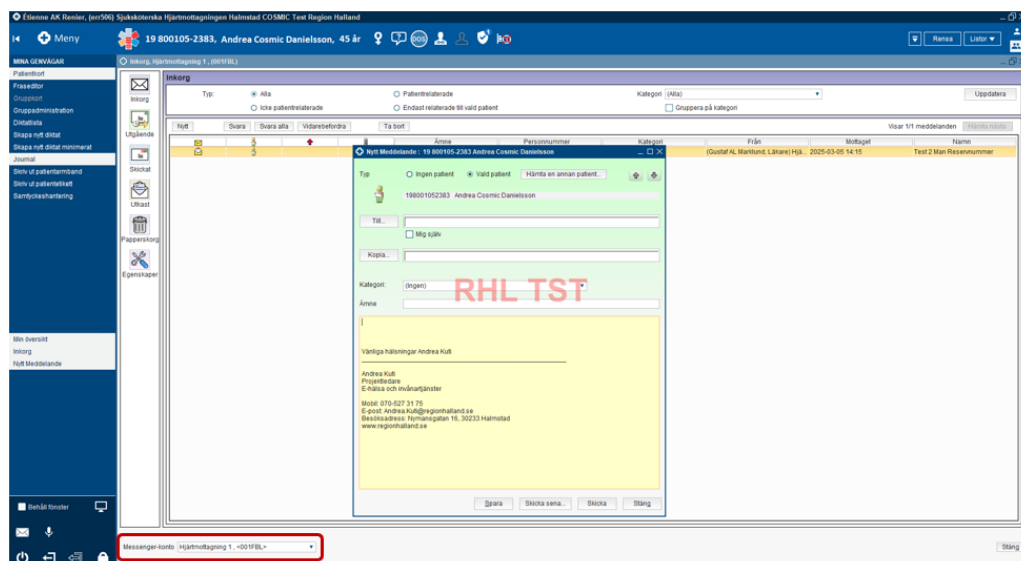 Étienne AK Renier, (err506) Sjuksköterska Hjärtmottagningen Halmstad COSMIC Test Region Halland
Meny
19 800105-2383, Andrea Cosmic Danielsson, 45 år
DOS
Rensa
Listor
MINA GENVÄGAR
Patientkort
Fraseditor
Gruppkort
Gruppadministration
Diktatlista
Skapa nytt diktat
Skapa nytt diktat minimerat
Journal
Skriv ut patientarmband
Skriv ut patientetikett
Samtyckeshantering
Min översikt
Inkorg
Nytt Meddelande
Behåll fönster
Inkorg, Hjärtmottagning 1 , (001FBL)
Inkorg
Utgående
Skickat
Utkast
Papperskorg
Egenskaper
Inkorg
Typ:
Alla
Patientrelaterade
Kategori
(Alla)
Uppdatera
Icke patientrelaterade
Endast relaterade till vald patient
Gruppera på kategori
Nytt
Svara
Svara alla
Vidarebefordra
Ta bort
Visar 1/1 meddelanden
Hämta nästa
Ämne
Personnummer
Kategori
Från
Mottaget
Namn
(Gustaf AL Marklund, Läkare) Hjä...
2025-03-05 14:15
Test 2 Man Reservnummer
Nytt Meddelande : 19 800105-2383 Andrea Cosmic Danielsson
Typ
Ingen patient
Vald patient
Hämta en annan patient...
198001052383 Andrea Cosmic Danielsson
Till...
Mig själv
Kopia...
Kategori:
(Ingen)
RHL TST
Ämne
Vänliga hälsningar Andrea Kuti
Andrea Kuti
Projektledare
E-hälsa och invånartjänster
Mobil: 070-527 31 75
E-post: Andrea.Kuti@regionhalland.se
Besöksadress: Nymansgatan 16, 30233 Halmstad
www.regionhalland.se
Spara
Skicka sena...
Skicka
Stäng
Messenger-konto
Hjärtmottagning 1 , <001FBL>
Stäng